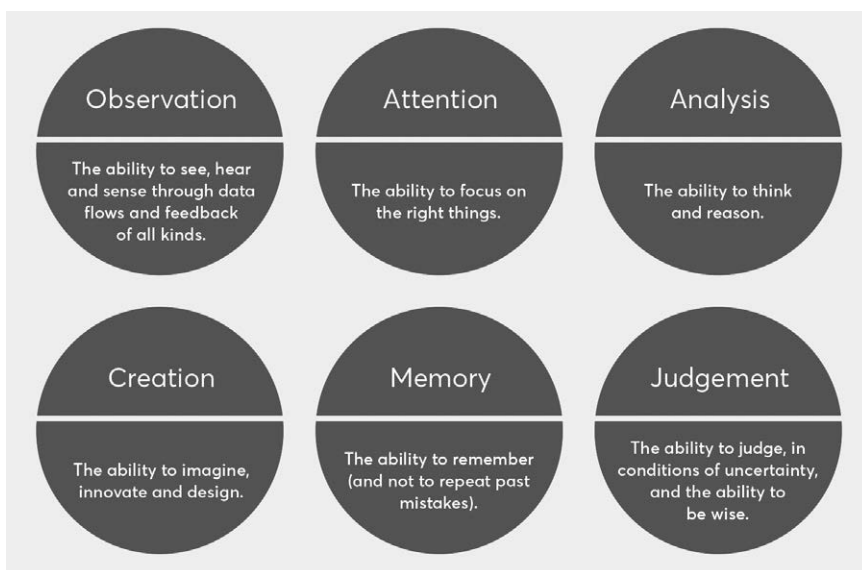 Observation
The ability to see, hear
and sense through data
flows and feedback
of all kinds.
Attention
The ability to focus on
the right things.
Analysis
The ability to think
and reason.
Creation
The ability to imagine,
innovate and design.
Memory
The ability to remember
(and not to repeat past
mistakes).
Judgement
The ability to judge, in
conditions of uncertainty,
and the ability to
be wise.